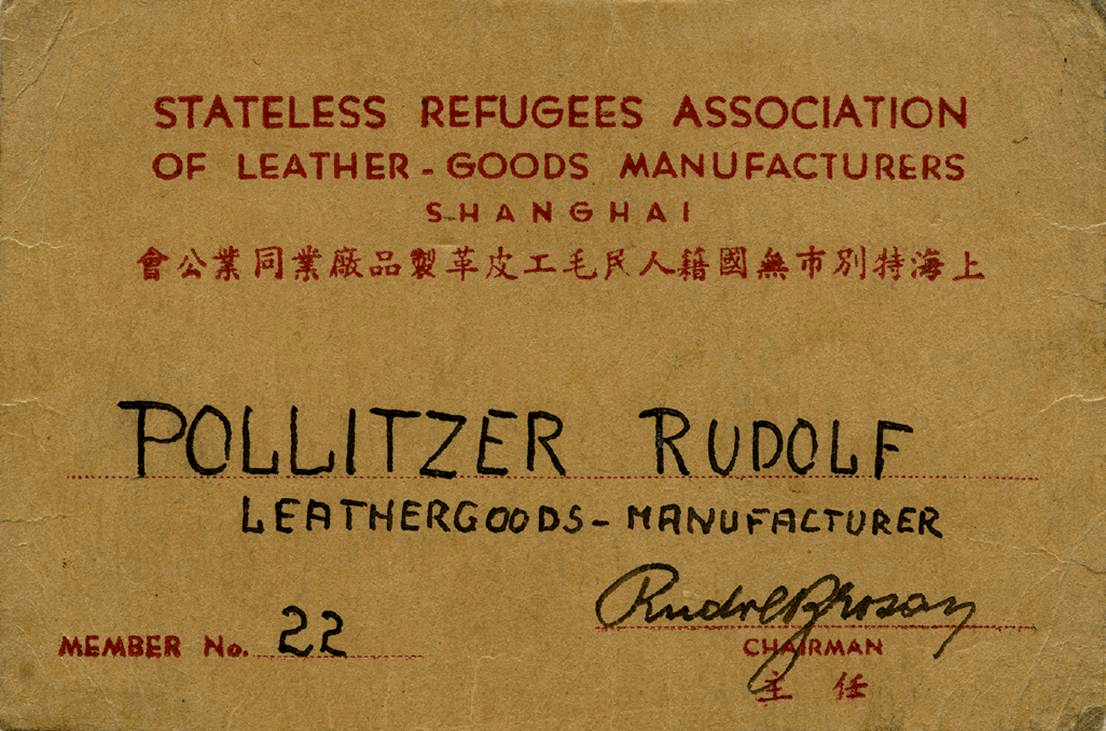 STATELESS REFUGEES ASSOCIATION
OF LEATHER-GOODS MANUFACTURERS
SHANGHAI
上海特別市無國籍人民毛工皮革製品廠業同業公會
POLLITZER RUDOLF
LEATHERGOODS-MANUFACTURER
Rudolf
MEMBER No. 22
CHAIRMAN
主任